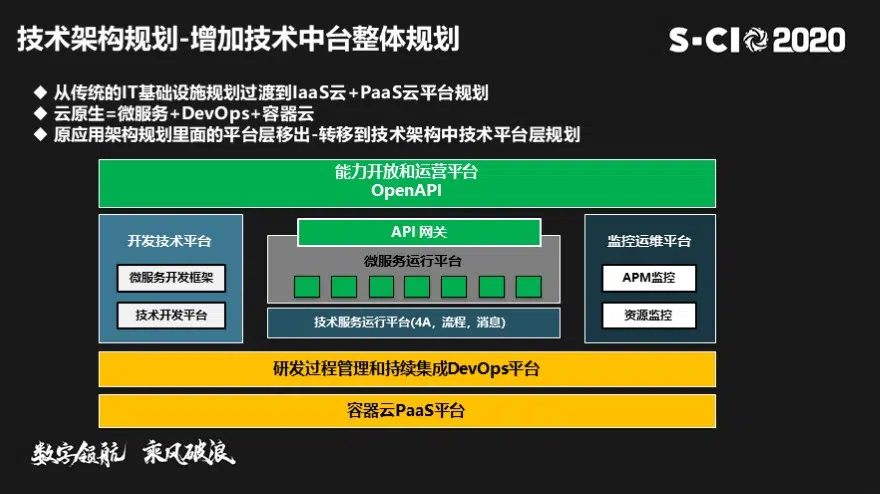 技术架构规划-增加技术中台整体规划
S-CIO 2020
◆ 从传统的IT基础设施规划过渡到IaaS云+PaaS云平台规划
◆ 云原生=微服务+DevOps+容器云
◆ 原应用架构规划里面的平台层移出-转移到技术架构中技术平台层规划
能力开放和运营平台
OpenAPI
开发技术平台
微服务开发框架
技术开发平台
API 网关
微服务运行平台
技术服务运行平台(4A, 流程, 消息)
监控运维平台
APM监控
资源监控
研发过程管理和持续集成DevOps平台
容器云PaaS平台
数字领航 乘风破浪